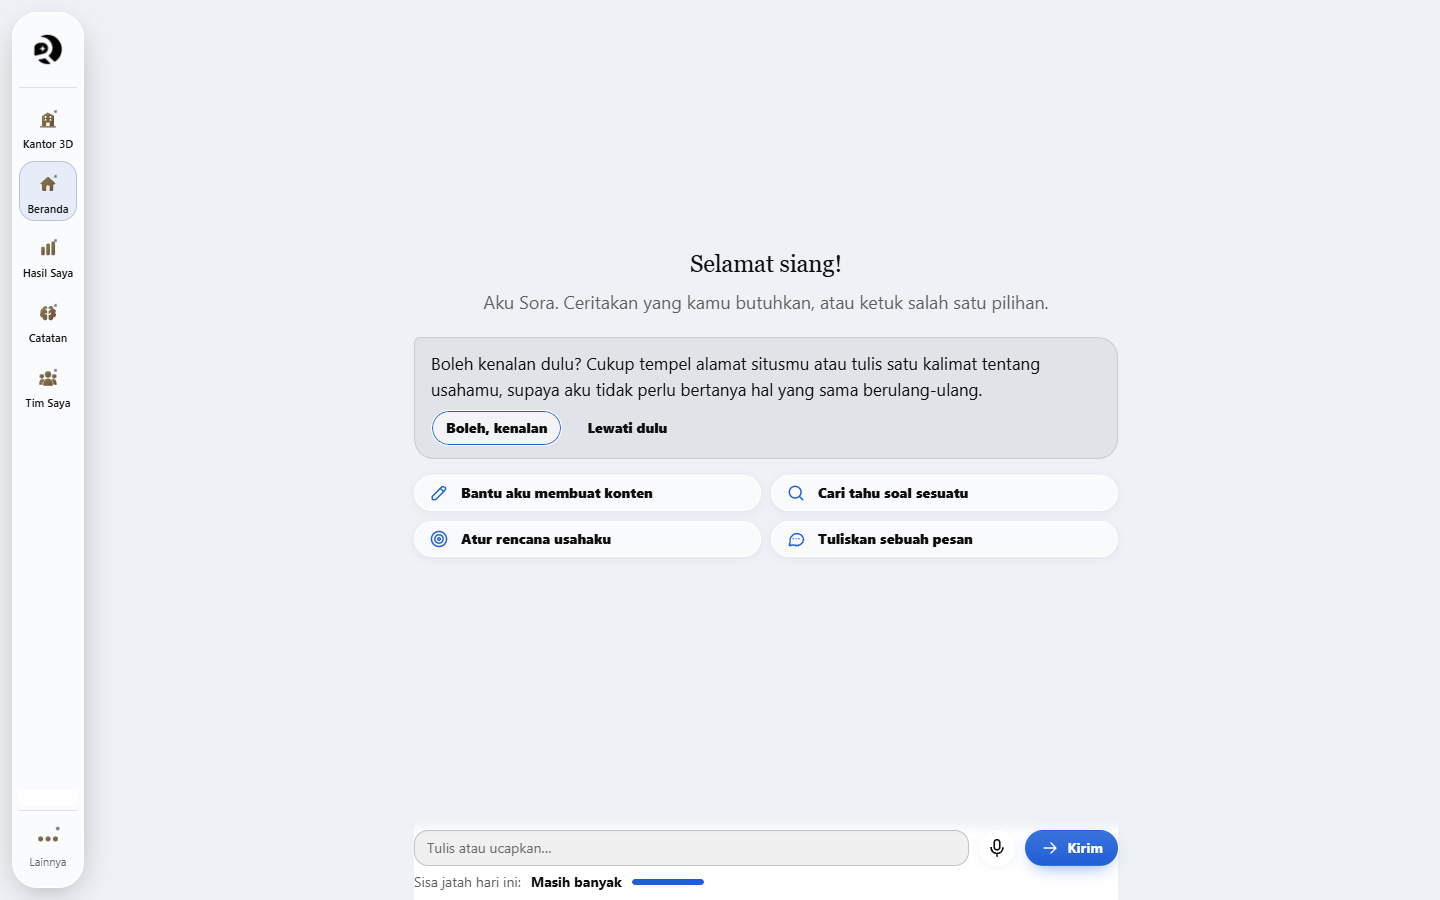 Kantor 3D
Beranda
Hasil Saya
Catatan
Tim Saya
Lainnya
Selamat siang!
Aku Sora. Ceritakan yang kamu butuhkan, atau ketuk salah satu pilihan.
Boleh kenalan dulu? Cukup tempel alamat situsmu atau tulis satu kalimat tentang
usahamu, supaya aku tidak perlu bertanya hal yang sama berulang-ulang.
Boleh, kenalan
Lewati dulu
Bantu aku membuat konten
Cari tahu soal sesuatu
Atur rencana usahaku
Tuliskan sebuah pesan
Tulis atau ucapkan...
Kirim
Sisa jatah hari ini: Masih banyak